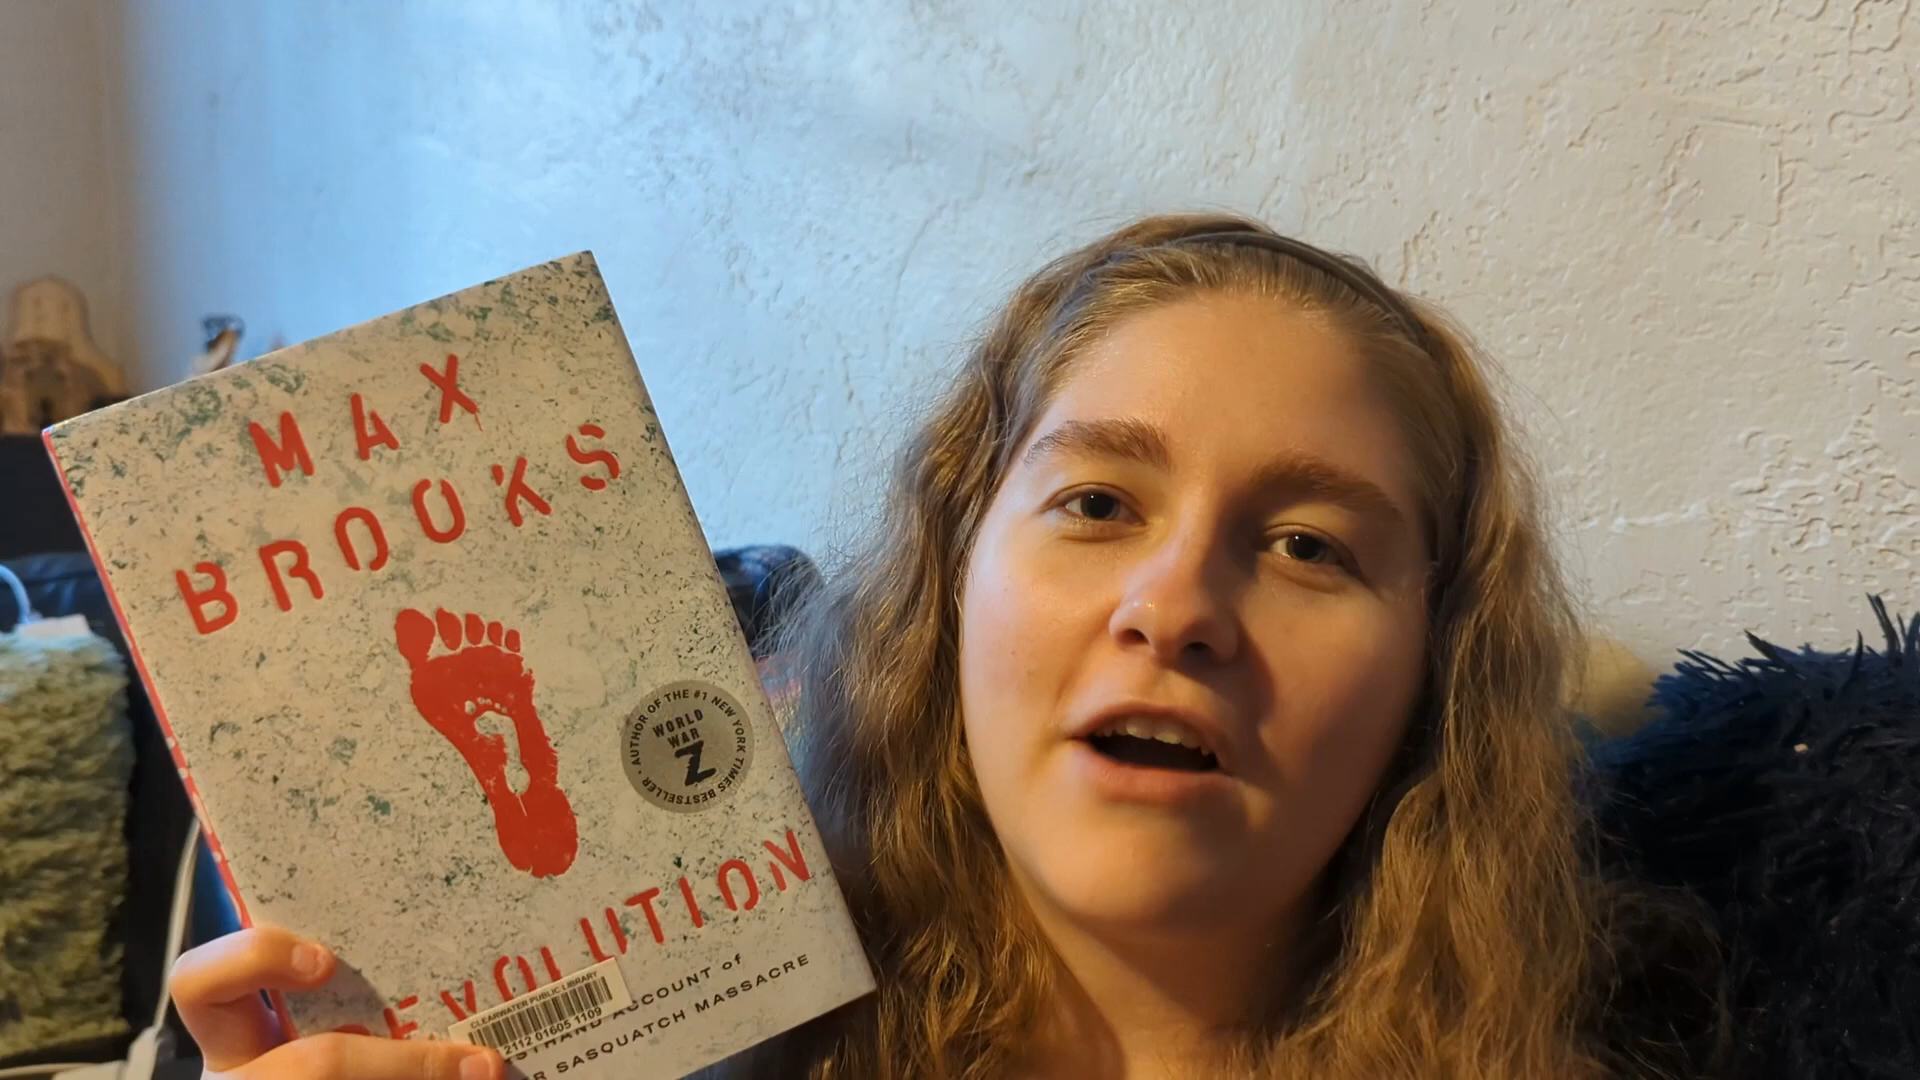 MAX
BROOKS
AUTHOR OF THE #1 NEW YORK TIMES BESTSELLER
WORLD
WAR
Z
EVOLUTION
CLEARWATER PUBLIC LIBRARY
2112 01605 1109
ACCOUNT of
SASQUATCH MASSACRE